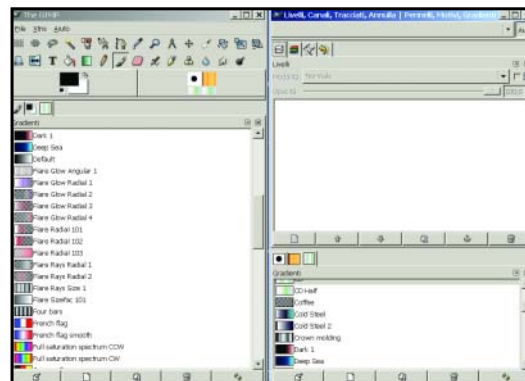 The GIMP
File Xtns Aiuto
Gradienti
Dark 1
Deep Sea
Default
Flare Glow Angular 1
Flare Glow Radial 1
Flare Glow Radial 2
Flare Glow Radial 3
Flare Glow Radial 4
Flare Radial 101
Flare Radial 102
Flare Radial 103
Flare Rays Radial 1
Flare Rays Radial 2
Flare Rays Size 1
Flare Sizefac 101
Four bars
French flag
French flag smooth
Full saturation spectrum CCW
Full saturation spectrum CW
Livelli, Canali, Tracciati, Annulla | Pennelli, Motivi, Gradienti
Livelli
Modalità: Normale
Opacità:
100,0
Gradienti
CD Half
Coffee
Cold Steel
Cold Steel 2
Crown molding
Dark 1
Deep Sea